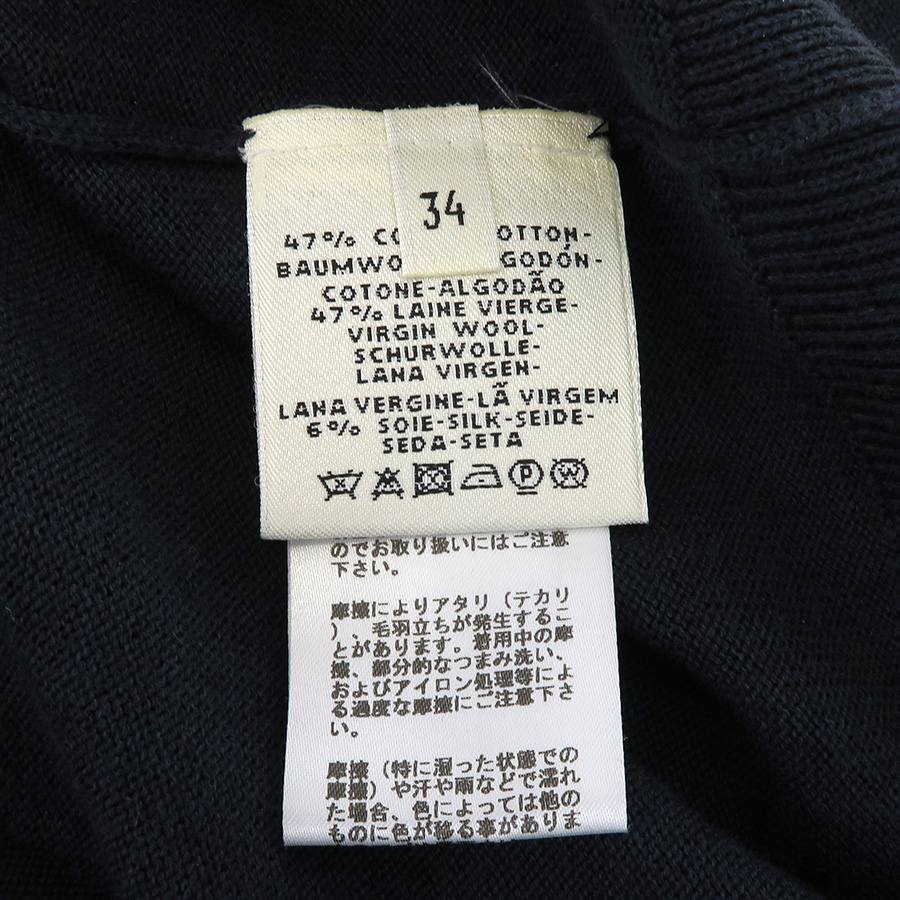 34
47% CO OTTON-
BAUMWO GODÓN-
COTONE-ALGODÃO
47% LAINE VIERGE-
VIRGIN WOOL-
SCHURWOLLE-
LANA VIRGEN-
LANA VERGINE-LÃ VIRGEM
6% SOIE-SILK-SEIDE-
SEDA-SETA
P W
のでお取り扱いにはご注意
下さい。
摩擦によりアタリ（テカリ
）、毛羽立ちが発生するこ
とがあります。着用中の摩
擦、部分的なつまみ洗い、
およびアイロン処理等によ
る過度な摩擦にご注意下さ
い。
摩擦（特に湿った状態での
摩擦）や汗や雨などで濡れ
た場合、色によっては他の
ものに色が移る事がありま